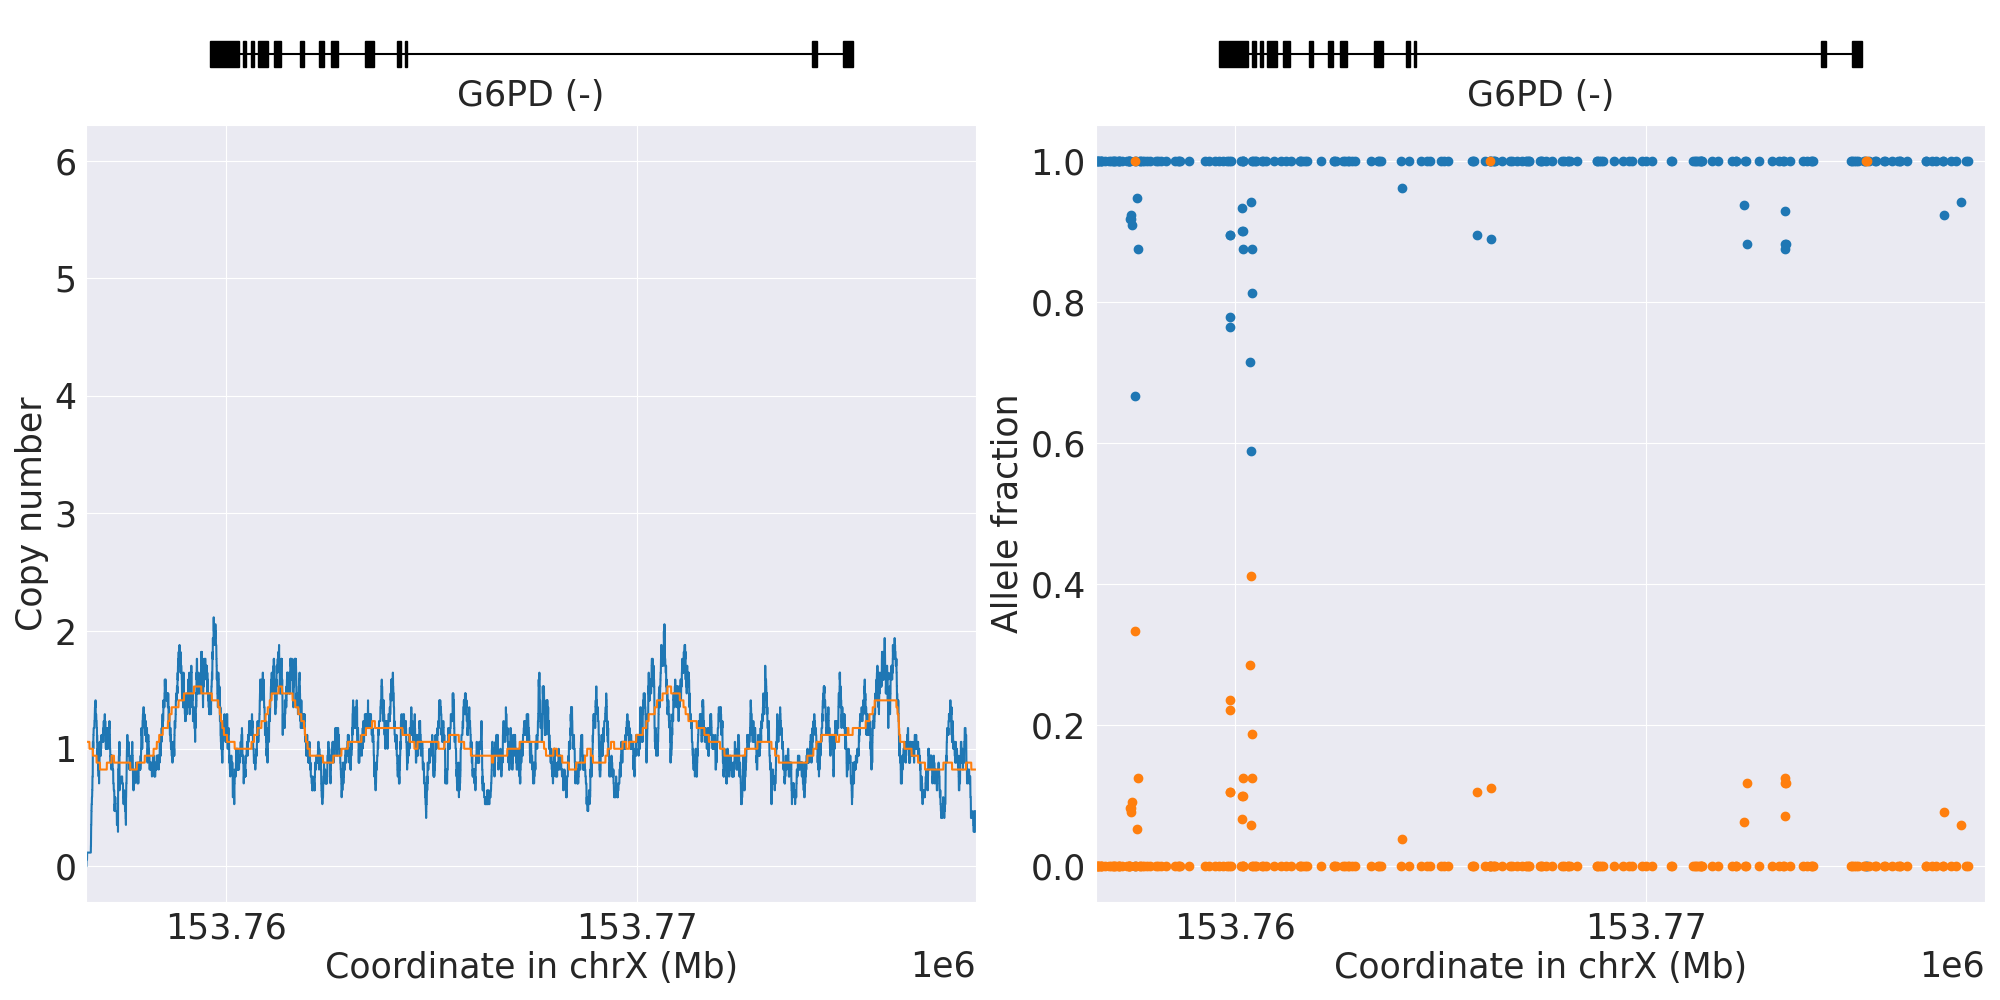 G6PD (-)
6
5
4
3
2
1
0
Copy number
153.76
153.77
Coordinate in chrX (Mb)
1e6
G6PD (-)
1.0
0.8
0.6
0.4
0.2
0.0
Allele fraction
153.76
153.77
Coordinate in chrX (Mb)
1e6